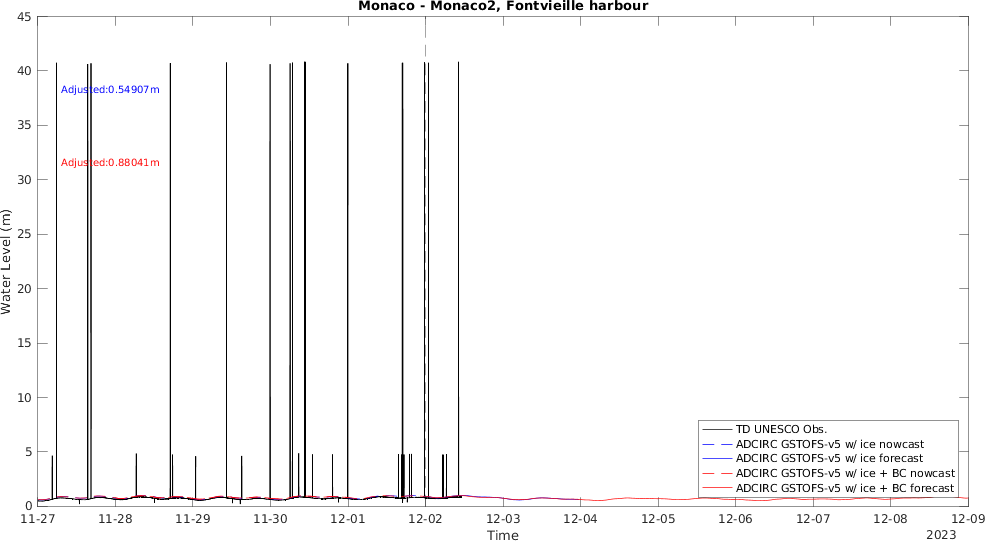 Monaco - Monaco2, Fontvieille harbour
45
40
35
30
25
20
15
10
5
0
Water Level (m)
Adjusted:0.54907m
Adjusted:0.88041m
TD UNESCO Obs.
ADCIRC GSTOFS-v5 w/ ice nowcast
ADCIRC GSTOFS-v5 w/ ice forecast
ADCIRC GSTOFS-v5 w/ ice + BC nowcast
ADCIRC GSTOFS-v5 w/ ice + BC forecast
11-27 11-28 11-29 11-30 12-01 12-02 12-03 12-04 12-05 12-06 12-07 12-08 12-09
Time
2023